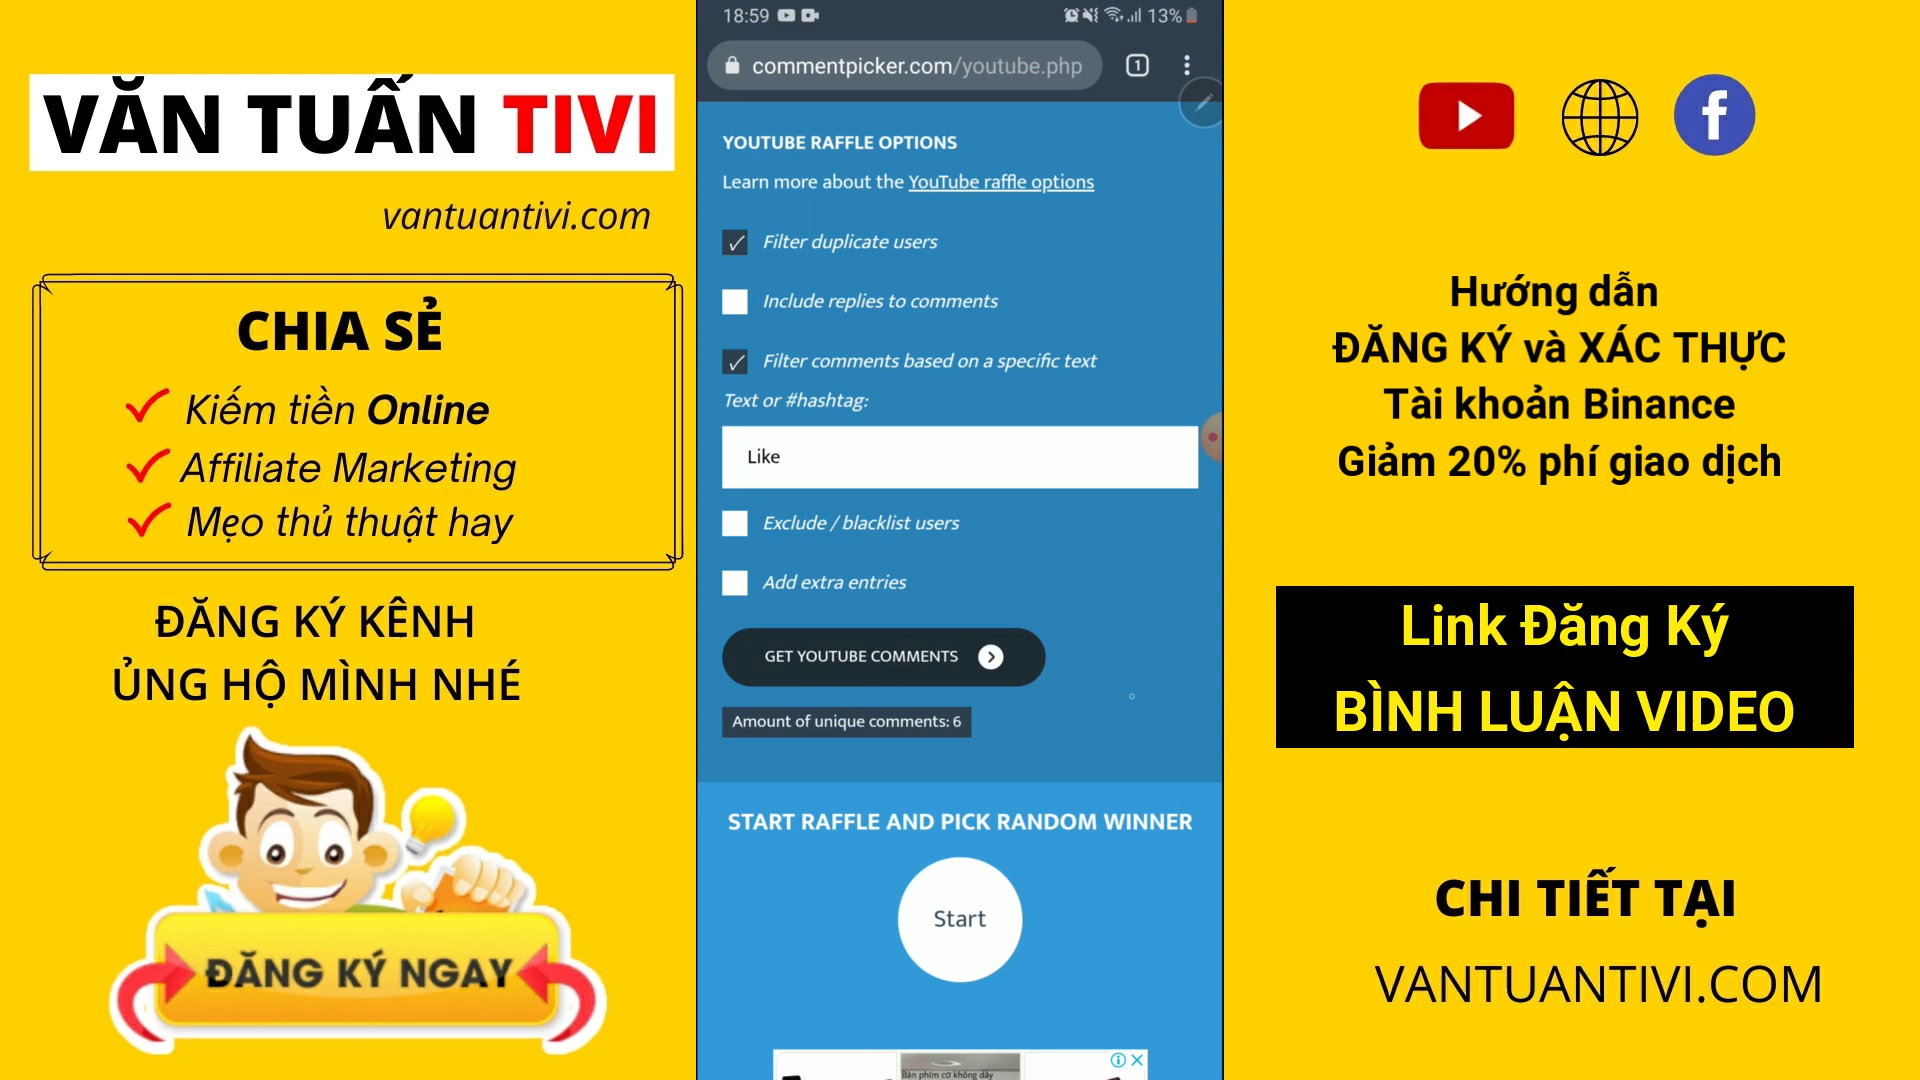 VĂN TUẤN TIVI
vantuantivi.com
CHIA SẺ
Kiếm tiền Online
Affiliate Marketing
Mẹo thủ thuật hay
ĐĂNG KÝ KÊNH
ỦNG HỘ MÌNH NHÉ
ĐĂNG KÝ NGAY
18:59
13%
commentpicker.com/youtube.php
1
YOUTUBE RAFFLE OPTIONS
Learn more about the YouTube raffle options
Filter duplicate users
Include replies to comments
Filter comments based on a specific text
Text or #hashtag:
Like
Exclude / blacklist users
Add extra entries
GET YOUTUBE COMMENTS
Amount of unique comments: 6
START RAFFLE AND PICK RANDOM WINNER
Start
Bàn phím cơ không dây
Hướng dẫn
ĐĂNG KÝ và XÁC THỰC
Tài khoản Binance
Giảm 20% phí giao dịch
Link Đăng Ký
BÌNH LUẬN VIDEO
CHI TIẾT TẠI
VANTUANTIVI.COM